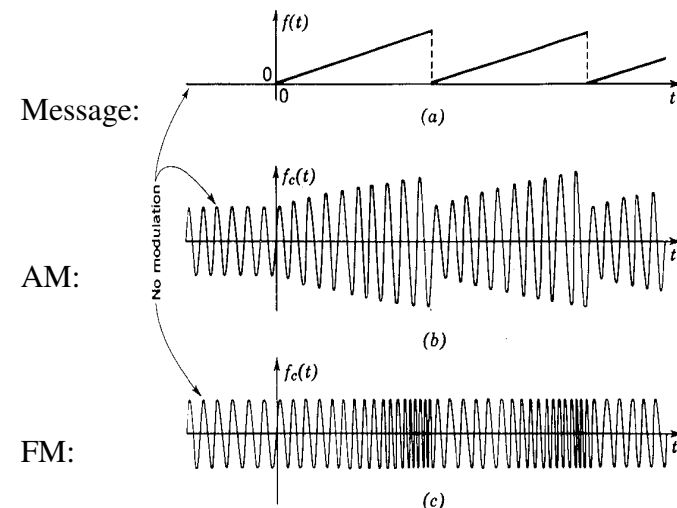 f(t)
0
0
t
Message:
(a)
No modulation
f_c(t)
t
AM:
(b)
f_c(t)
t
FM:
(c)